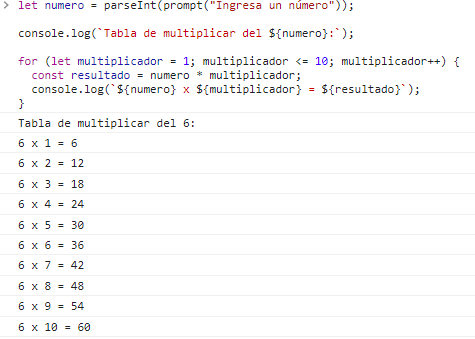 > let numero = parseInt(prompt("Ingresa un número"));
console.log(`Tabla de multiplicar del ${numero}:`);
for (let multiplicador = 1; multiplicador <= 10; multiplicador++) {
  const resultado = numero * multiplicador;
  console.log(`${numero} x ${multiplicador} = ${resultado}`);
}
Tabla de multiplicar del 6:
6 x 1 = 6
6 x 2 = 12
6 x 3 = 18
6 x 4 = 24
6 x 5 = 30
6 x 6 = 36
6 x 7 = 42
6 x 8 = 48
6 x 9 = 54
6 x 10 = 60